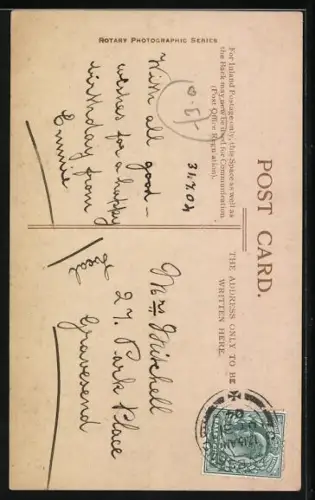 ROTARY PHOTOGRAPHIC SERIES
POST CARD.
For Inland Postage only, this Space as well as
the Back may now be used for Communication.
(Post Office Regulation).
THE ADDRESS ONLY TO BE
WRITTEN HERE.
31.7.04
With all good
wishes for a happy
birthday from
Emmie
Mrs Mitchell
27. Park Place
Gravesend